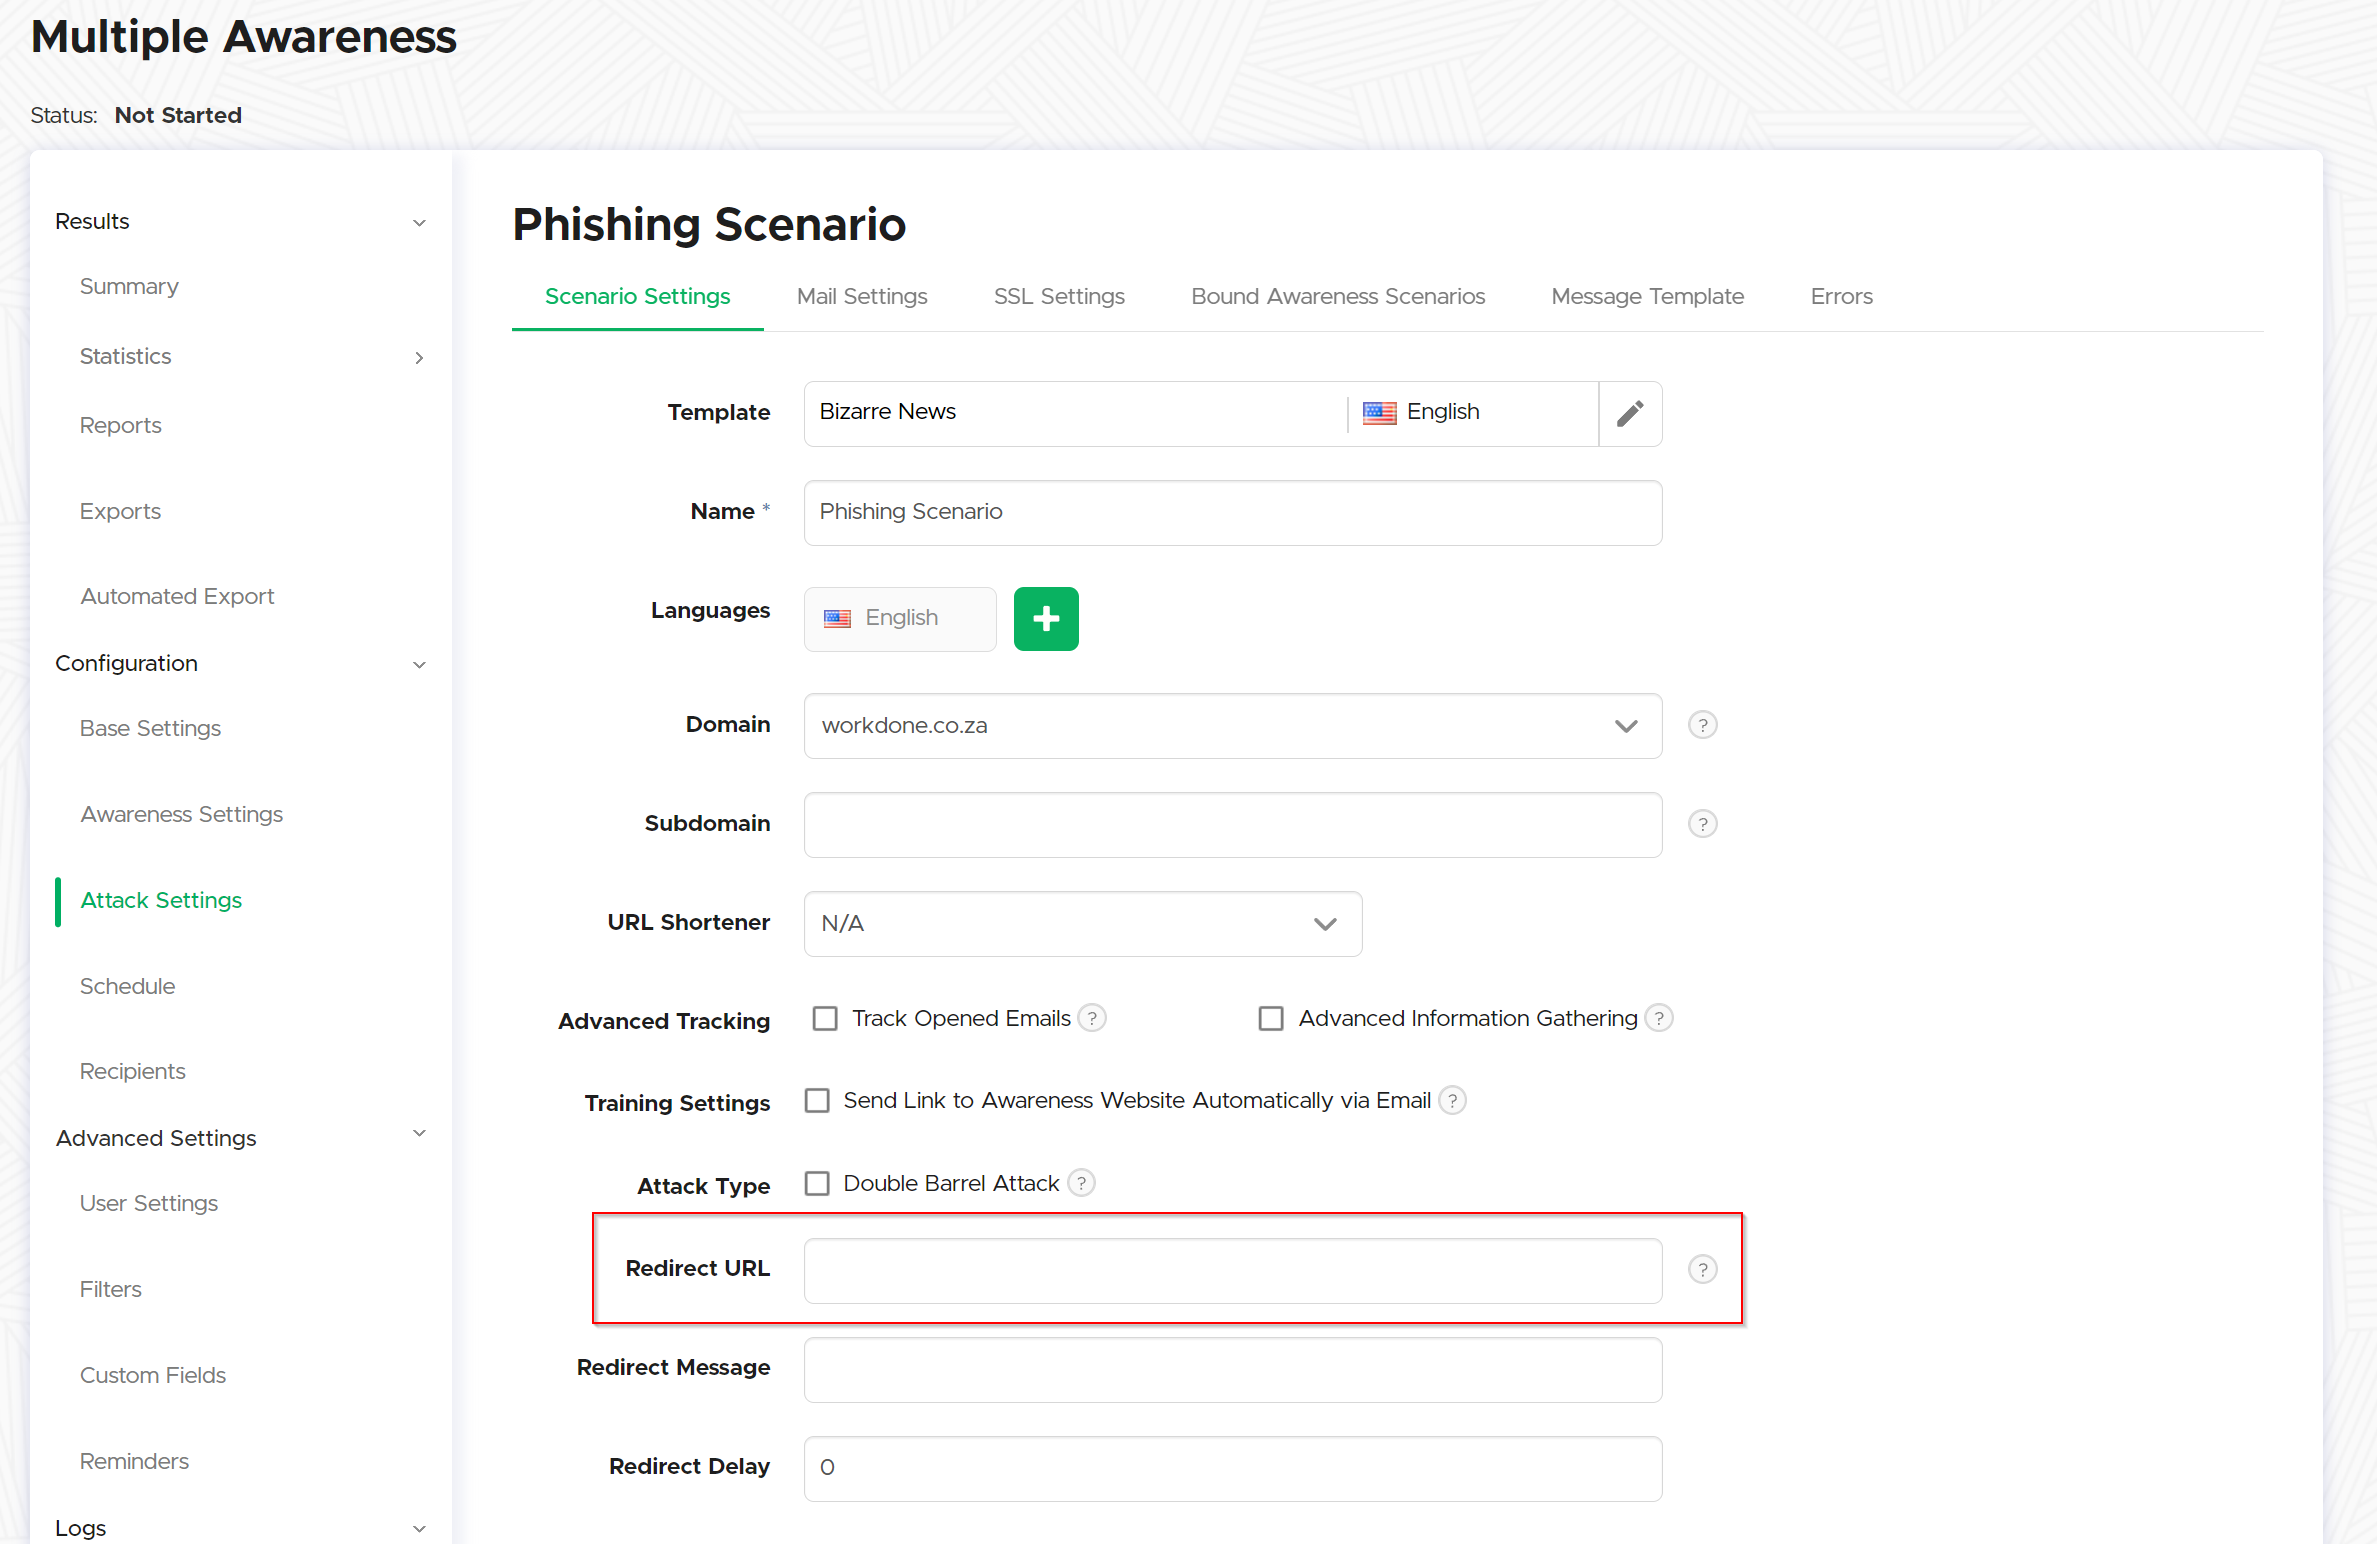 Multiple Awareness
Status: Not Started
Results
Summary
Statistics
Reports
Exports
Automated Export
Configuration
Base Settings
Awareness Settings
Attack Settings
Schedule
Recipients
Advanced Settings
User Settings
Filters
Custom Fields
Reminders
Logs
Phishing Scenario
Scenario Settings Mail Settings SSL Settings Bound Awareness Scenarios Message Template Errors
Template Bizarre News English
Name * Phishing Scenario
Languages English +
Domain workdone.co.za ?
Subdomain ?
URL Shortener N/A
Advanced Tracking Track Opened Emails ? Advanced Information Gathering ?
Training Settings Send Link to Awareness Website Automatically via Email ?
Attack Type Double Barrel Attack ?
Redirect URL ?
Redirect Message
Redirect Delay 0